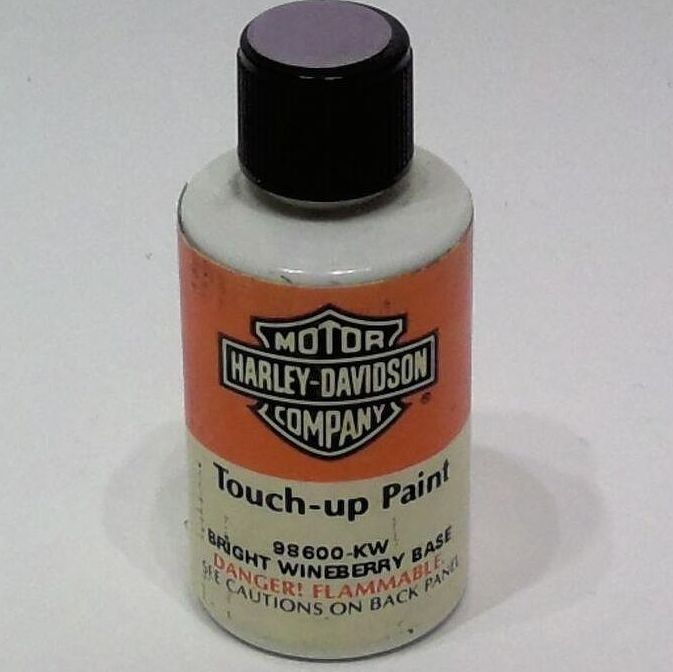 MOTOR
HARLEY-DAVIDSON
COMPANY
®
Touch-up Paint
98600-KW
BRIGHT WINEBERRY BASE
DANGER! FLAMMABLE.
SEE CAUTIONS ON BACK PANEL